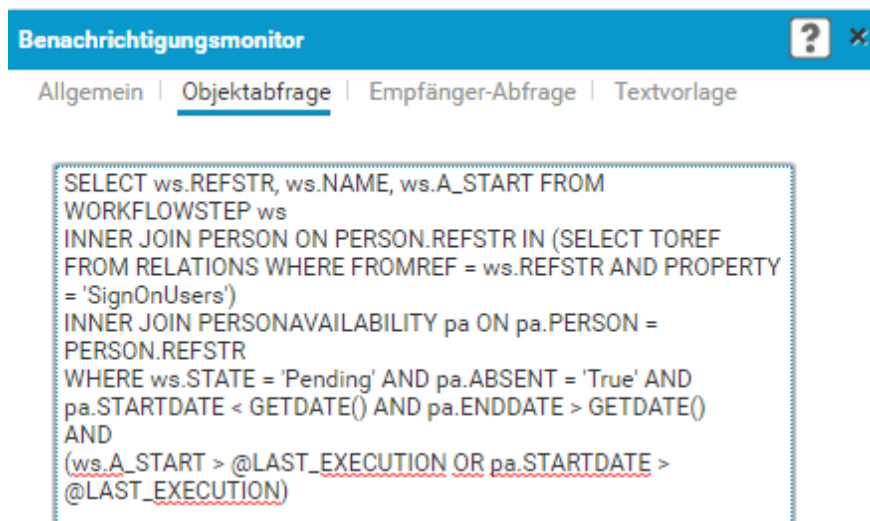 Benachrichtigungsmonitor ? ×
Allgemein | Objektabfrage | Empfänger-Abfrage | Textvorlage
SELECT ws.REFSTR, ws.NAME, ws.A_START FROM
WORKFLOWSTEP ws
INNER JOIN PERSON ON PERSON.REFSTR IN (SELECT TOREF
FROM RELATIONS WHERE FROMREF = ws.REFSTR AND PROPERTY
= 'SignOnUsers')
INNER JOIN PERSONAVAILABILITY pa ON pa.PERSON =
PERSON.REFSTR
WHERE ws.STATE = 'Pending' AND pa.ABSENT = 'True' AND
pa.STARTDATE < GETDATE() AND pa.ENDDATE > GETDATE()
AND
(ws.A_START > @LAST_EXECUTION OR pa.STARTDATE >
@LAST_EXECUTION)